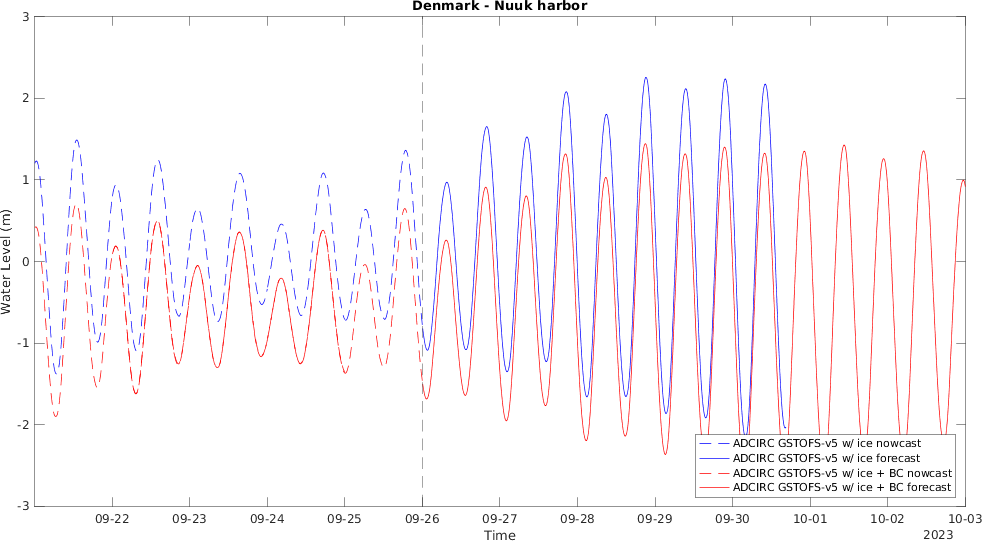 Denmark - Nuuk harbor
3
2
1
0
-1
-2
-3
Water Level (m)
ADCIRC GSTOFS-v5 w/ ice nowcast
ADCIRC GSTOFS-v5 w/ ice forecast
ADCIRC GSTOFS-v5 w/ ice + BC nowcast
ADCIRC GSTOFS-v5 w/ ice + BC forecast
09-22 09-23 09-24 09-25 09-26 09-27 09-28 09-29 09-30 10-01 10-02 10-03
Time
2023